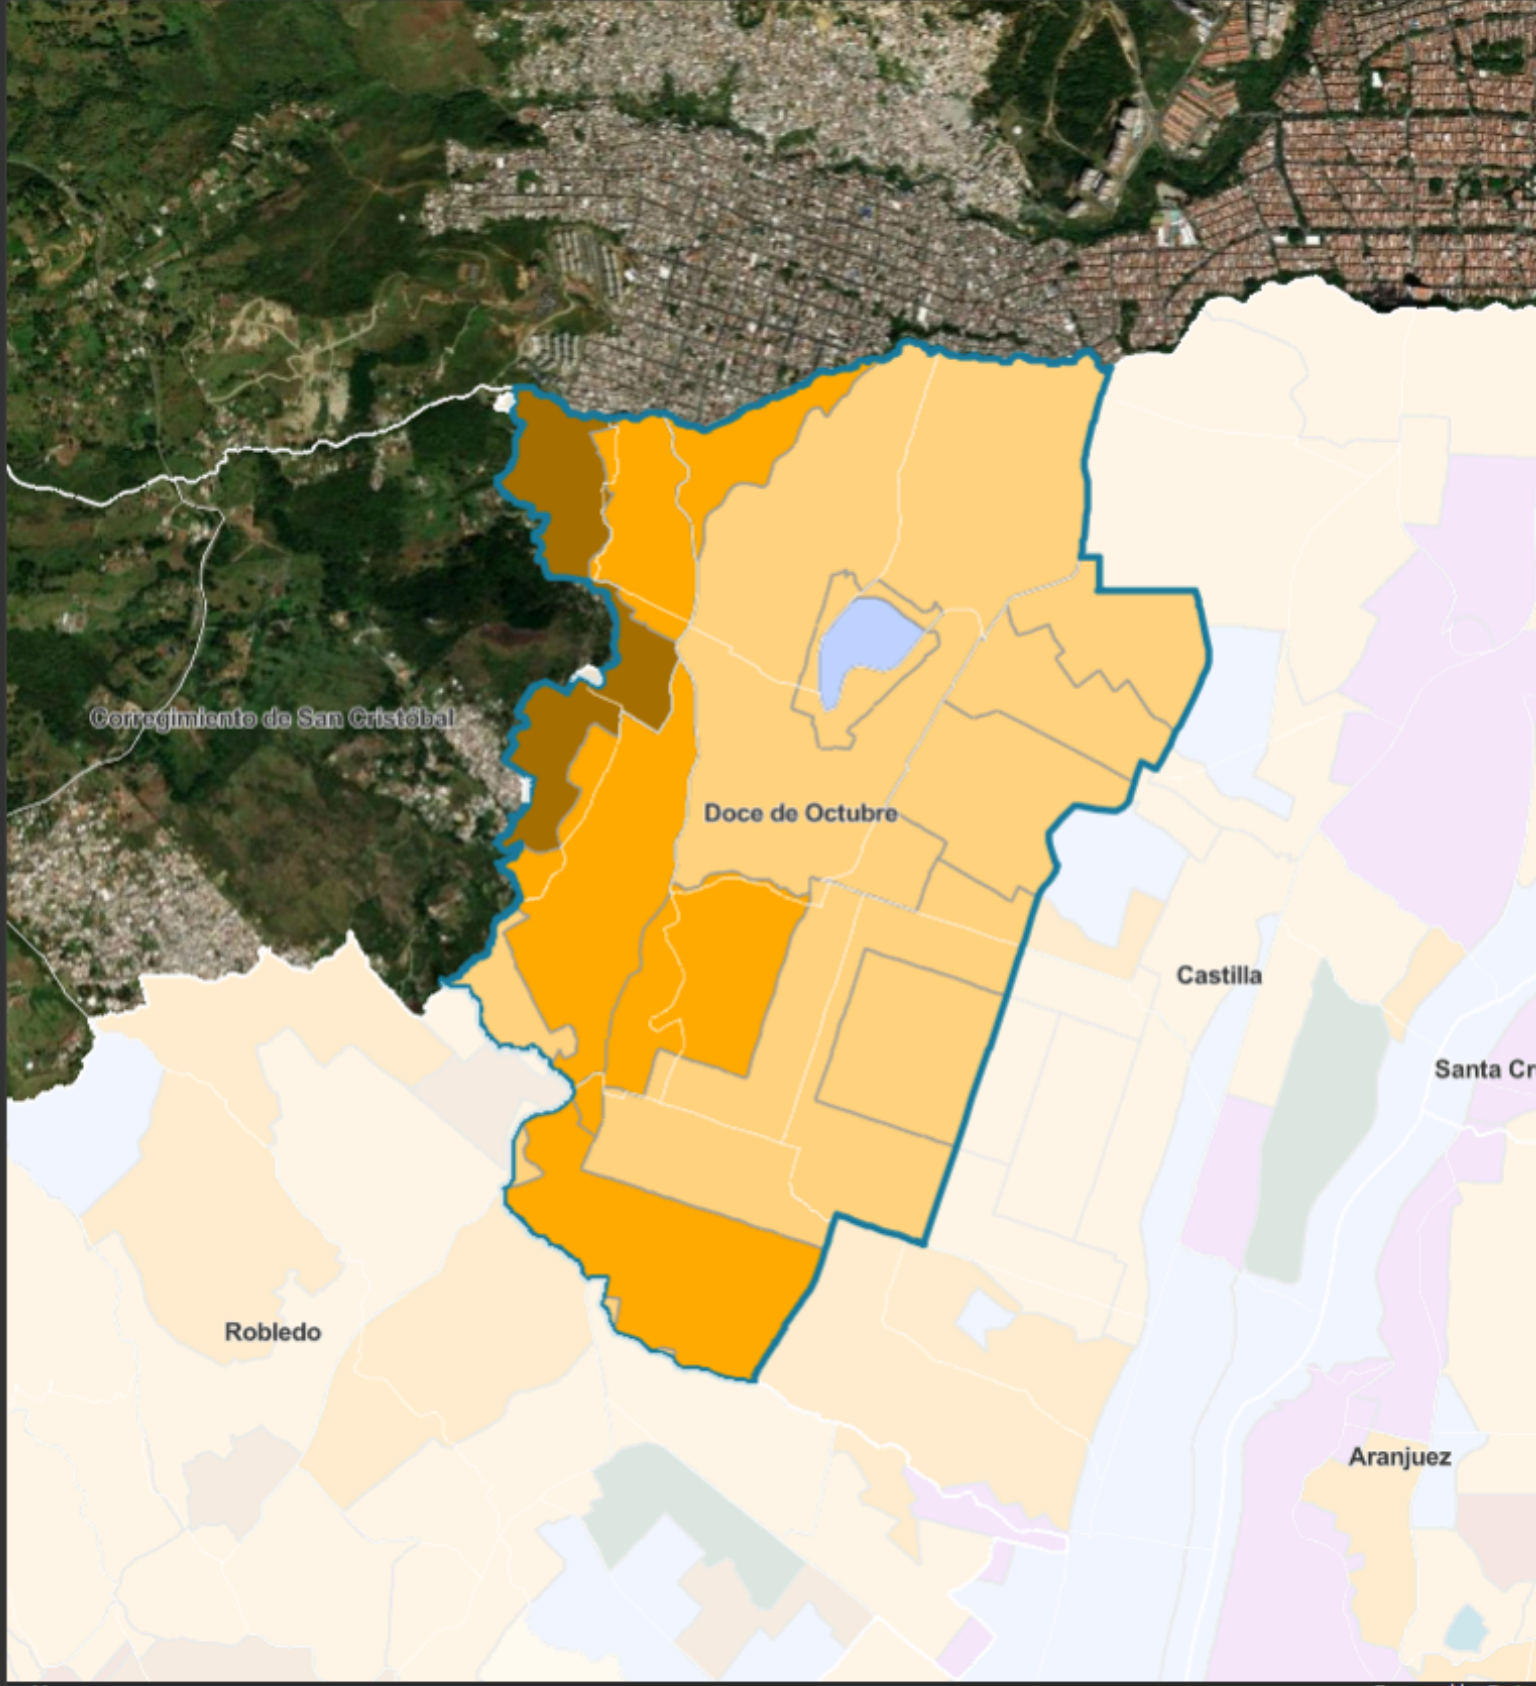 Corregimiento de San Cristóbal
Doce de Octubre
Castilla
Santa Cr
Robledo
Aranjuez